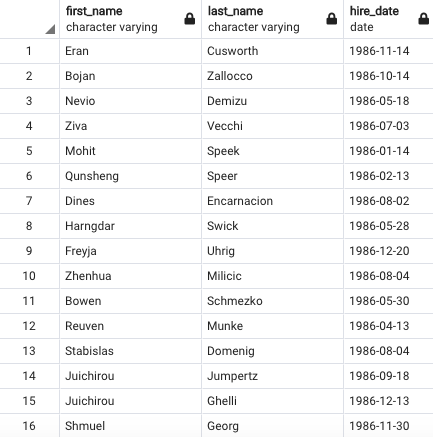 first_name last_name hire_date
character varying character varying date
1 Eran Cusworth 1986-11-14
2 Bojan Zallocco 1986-10-14
3 Nevio Demizu 1986-05-18
4 Ziva Vecchi 1986-07-03
5 Mohit Speek 1986-01-14
6 Qunsheng Speer 1986-02-13
7 Dines Encarnacion 1986-08-02
8 Harngdar Swick 1986-05-28
9 Freyja Uhrig 1986-12-20
10 Zhenhua Milicic 1986-08-04
11 Bowen Schmezko 1986-05-30
12 Reuven Munke 1986-04-13
13 Stabislas Domenig 1986-08-04
14 Juichirou Jumpertz 1986-09-18
15 Juichirou Ghelli 1986-12-13
16 Shmuel Georg 1986-11-30